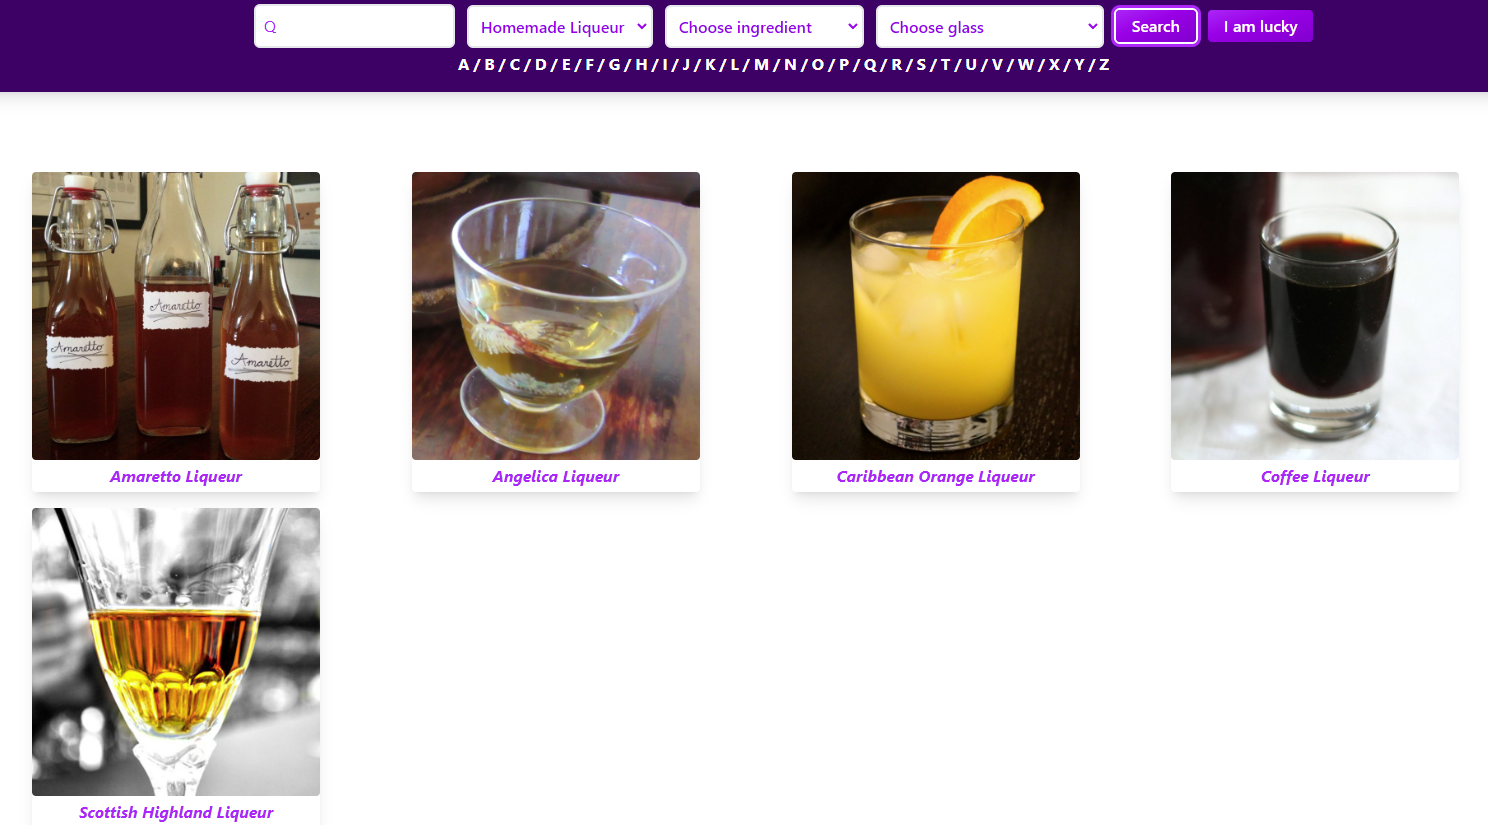 Homemade Liqueur Choose ingredient Choose glass Search I am lucky
A / B / C / D / E / F / G / H / I / J / K / L / M / N / O / P / Q / R / S / T / U / V / W / X / Y / Z
Amaretto
Amaretto
Amaretto
Amaretto Liqueur
Angelica Liqueur
Caribbean Orange Liqueur
Coffee Liqueur
Scottish Highland Liqueur